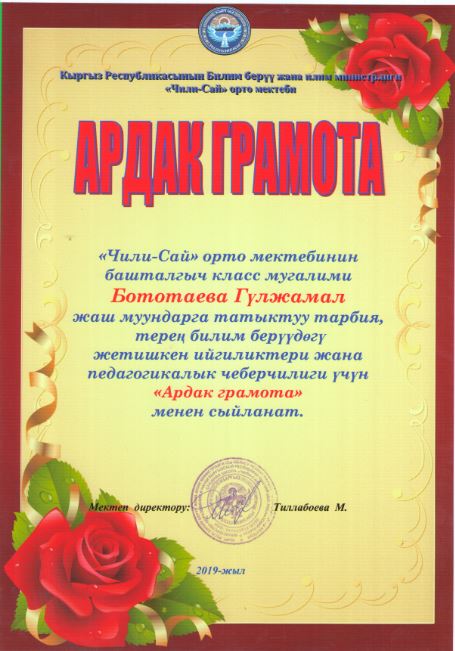 Кыргыз Республикасынын Билим берүү жана илим министрлиги
«Чили-Сай» орто мектеби
АРДАК ГРАМОТА
«Чили-Сай» орто мектебинин
башталгыч класс мугалими
Бототаева Гүлжамал
жаш муундарга татыктуу тарбия,
терең билим берүүдөгү
жетишкен ийгиликтери жана
педагогикалык чеберчилиги үчүн
«Ардак грамота»
менен сыйланат.
Мектеп директору: Тиллабоева М.
2019-жыл